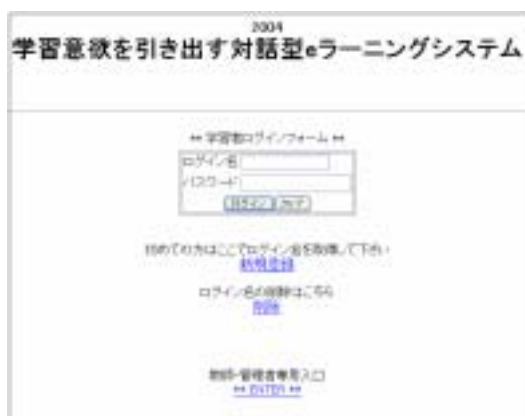 2004
学習意欲を引き出す対話型eラーニングシステム
** 学習者ログインフォーム **
ログイン名
パスワード
ログイン クリア
初めての方はここでログイン名を取得して下さい
新規登録
ログイン名の削除はこちら
削除
教師・管理者専用入口
** ENTER **